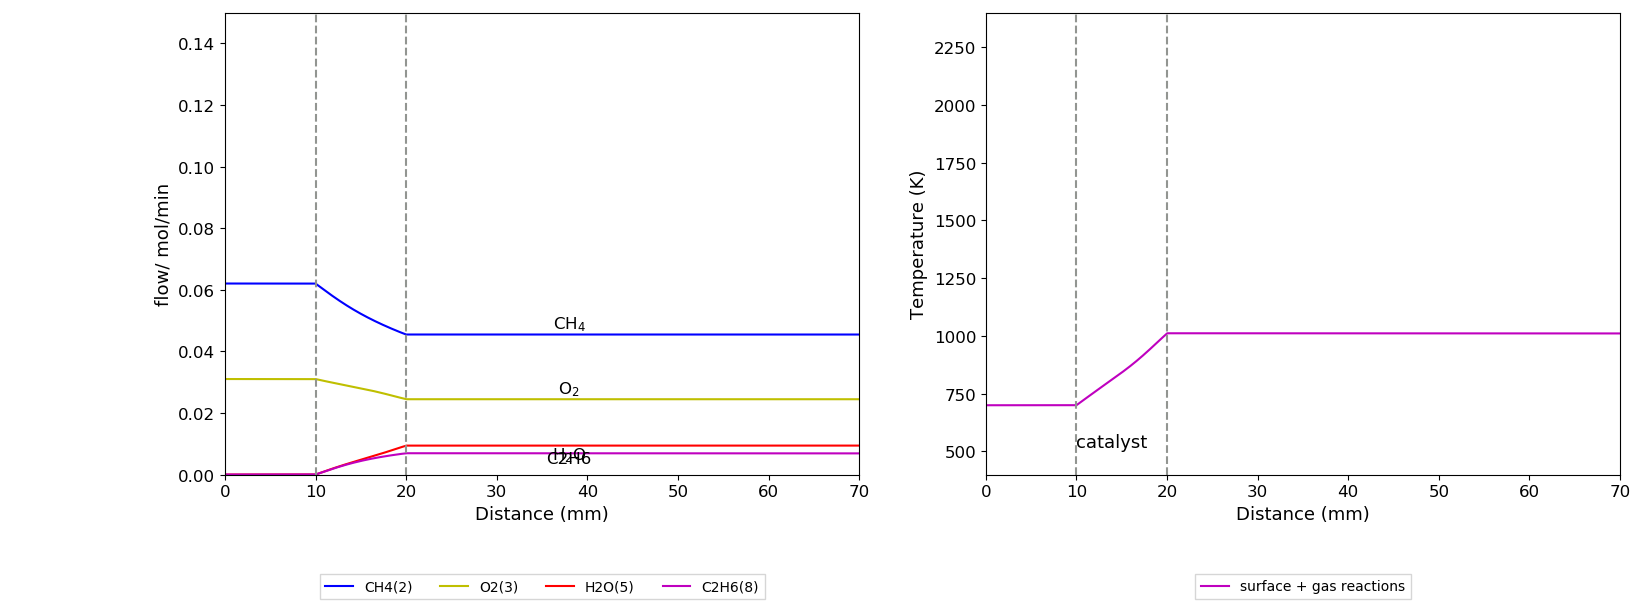 0.14
0.12
0.10
0.08
0.06
0.04
0.02
0.00
flow/ mol/min
CH₄
O₂
H₂O
C2H6
0 10 20 30 40 50 60 70
Distance (mm)
CH4(2) O2(3) H2O(5) C2H6(8)
2250
2000
1750
1500
1250
1000
750
500
Temperature (K)
catalyst
0 10 20 30 40 50 60 70
Distance (mm)
surface + gas reactions